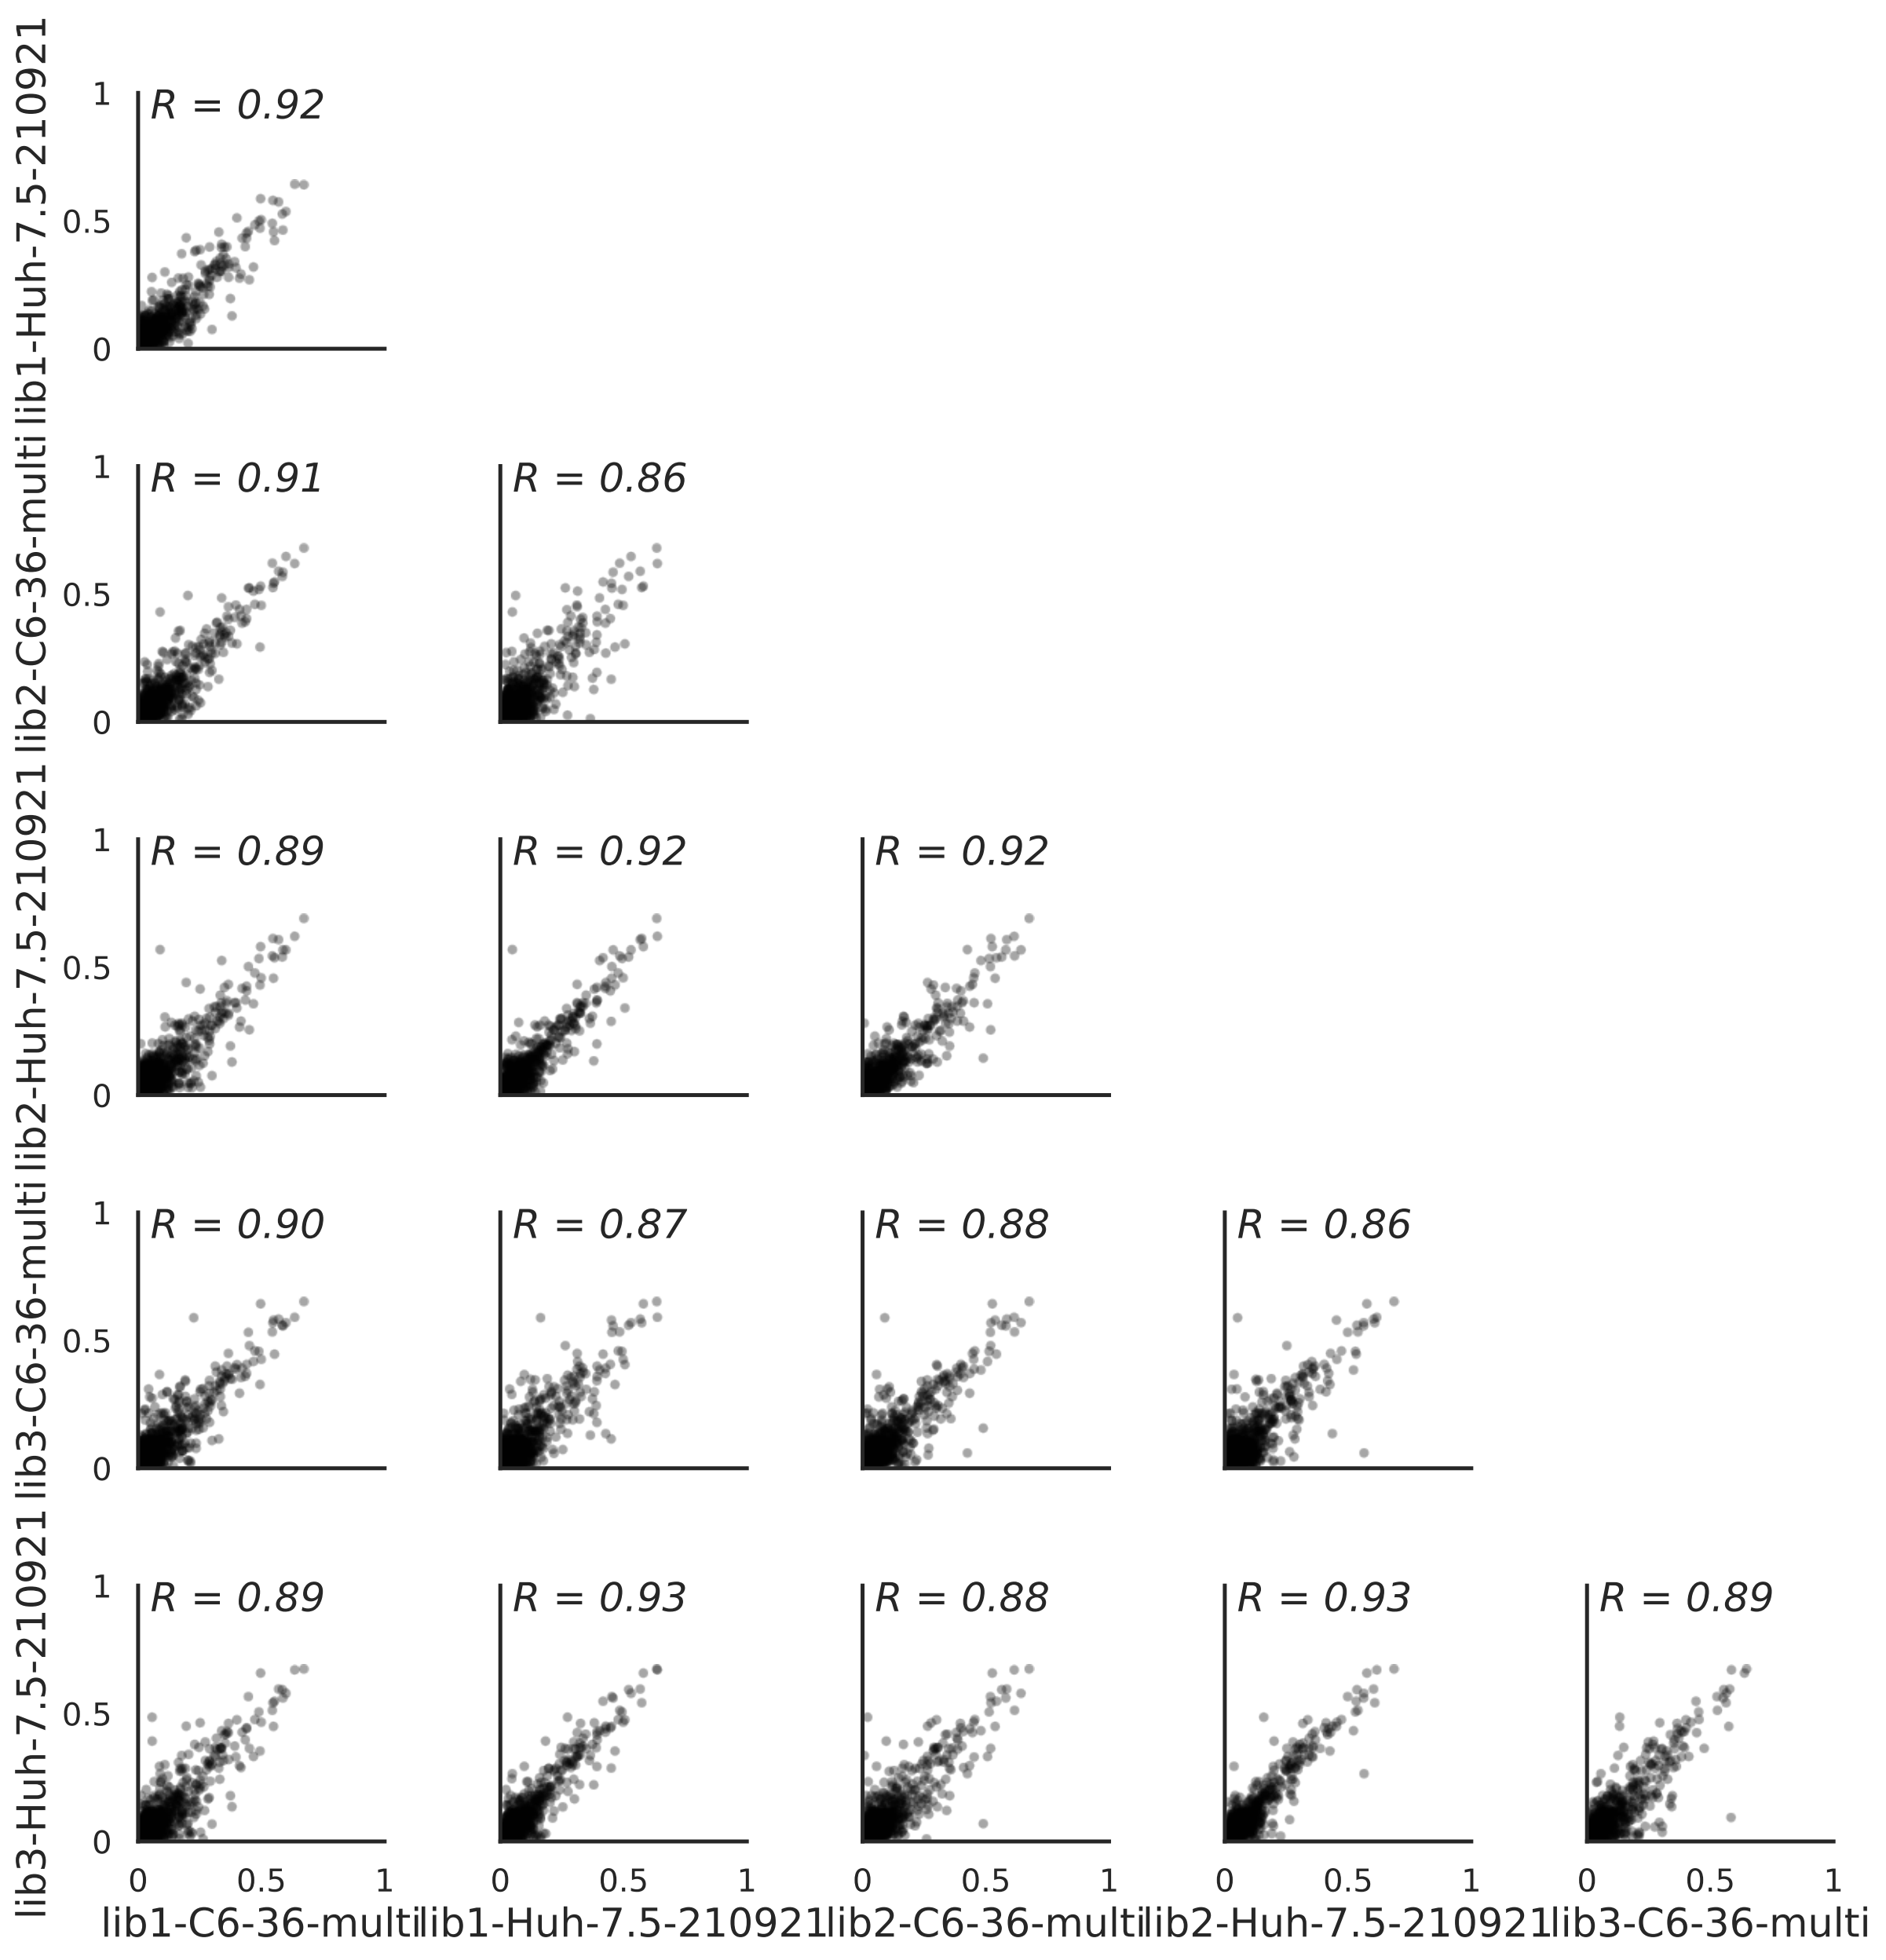 lib1-Huh-7.5-210921
1
R = 0.92
0.5
0
lib2-C6-36-multi
1
R = 0.91
R = 0.86
0.5
0
lib2-Huh-7.5-210921
1
R = 0.89
R = 0.92
R = 0.92
0.5
0
lib3-C6-36-multi
1
R = 0.90
R = 0.87
R = 0.88
R = 0.86
0.5
0
lib3-Huh-7.5-210921
1
R = 0.89
R = 0.93
R = 0.88
R = 0.93
R = 0.89
0.5
0
0 0.5 1
0 0.5 1
0 0.5 1
0 0.5 1
0 0.5 1
lib1-C6-36-multi
lib1-Huh-7.5-210921
lib2-C6-36-multi
lib2-Huh-7.5-210921
lib3-C6-36-multi